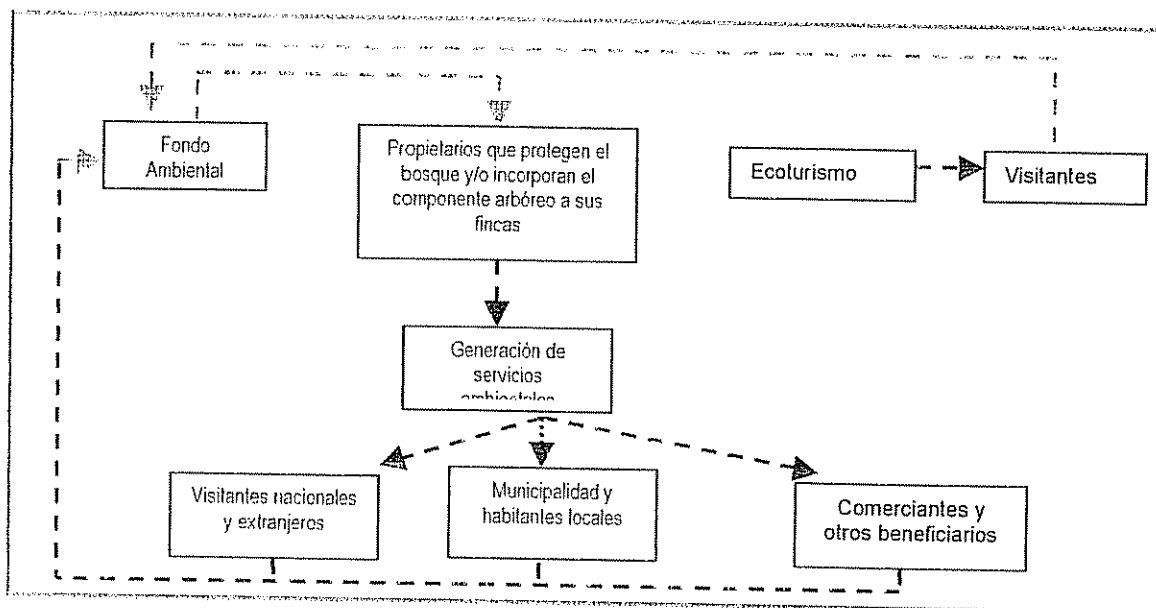 Fondo
Ambiental
Propietarios que protegen el
bosque y/o incorporan el
componente arbóreo a sus
fincas
Ecoturismo
Visitantes
Generación de
servicios
ambientales
Visitantes nacionales
y extranjeros
Municipalidad y
habitantes locales
Comerciantes y
otros beneficiarios